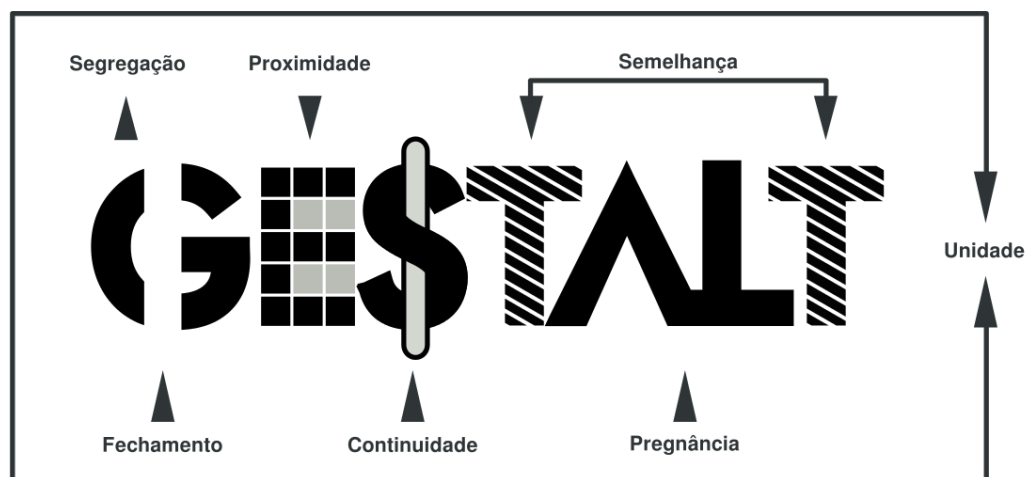 Segregação
Proximidade
Semelhança
GESTALT
Unidade
Fechamento
Continuidade
Pregnância